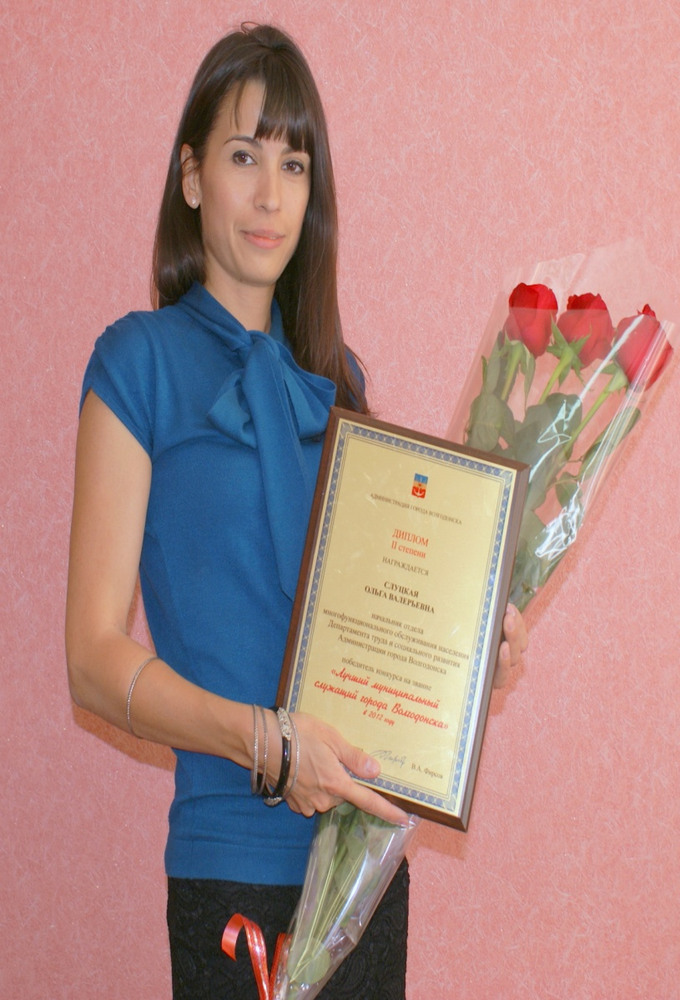 АДМИНИСТРАЦИЯ ГОРОДА ВОЛГОДОНСКА
ДИПЛОМ
II степени
НАГРАЖДАЕТСЯ
СЛУЦКАЯ
ОЛЬГА ВАЛЕРЬЕВНА
начальник отдела
многофункционального обслуживания населения
Департамента труда и социального развития
Администрации города Волгодонска
победитель конкурса на звание
«Лучший муниципальный
служащий города Волгодонска»
в 2012 году
В.А. Фирсов